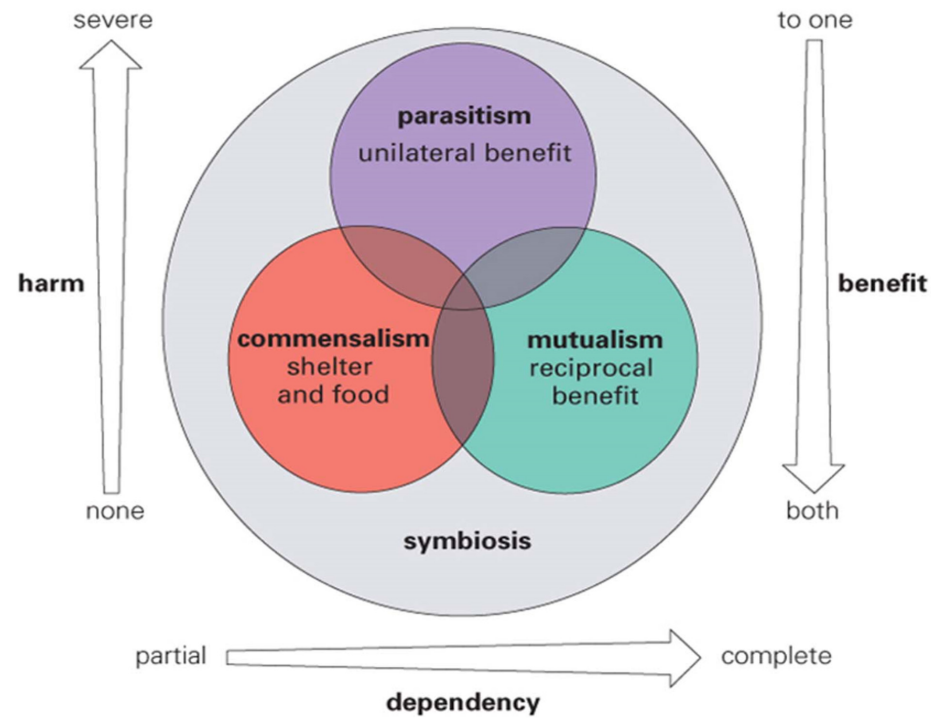 severe
to one
parasitism
unilateral benefit
harm
benefit
commensalism
shelter
and food
mutualism
reciprocal
benefit
none
both
symbiosis
partial
complete
dependency